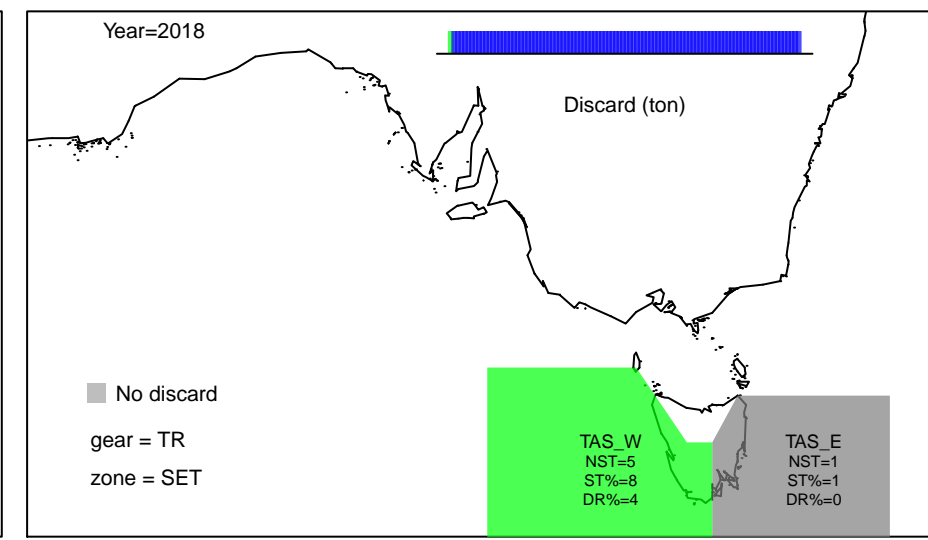 Year=2018
Discard (ton)
No discard
gear = TR
zone = SET
TAS_W
NST=5
ST%=8
DR%=4
TAS_E
NST=1
ST%=1
DR%=0